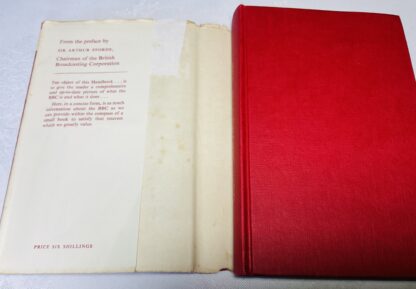 From the preface by
SIR ARTHUR FFORDE,
Chairman of the British
Broadcasting Corporation
The object of this Handbook . . . is
to give the reader a comprehensive
and up-to-date picture of what the
BBC is and what it does . . . .
Here, in a concise form, is as much
information about the BBC as we
can provide within the compass of a
small book to satisfy that interest
which we greatly value.
PRICE SIX SHILLINGS